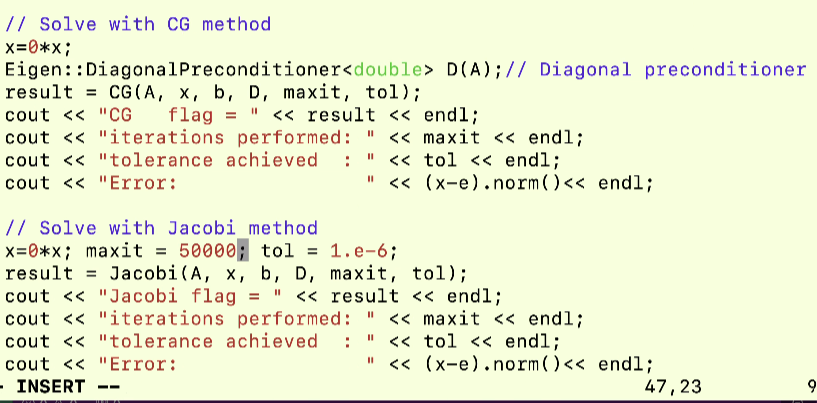 // Solve with CG method
x=0*x;
Eigen::DiagonalPreconditioner<double> D(A);// Diagonal preconditioner
result = CG(A, x, b, D, maxit, tol);
cout << "CG   flag = " << result << endl;
cout << "iterations performed: " << maxit << endl;
cout << "tolerance achieved  : " << tol << endl;
cout << "Error:                " << (x-e).norm()<< endl;

// Solve with Jacobi method
x=0*x; maxit = 50000; tol = 1.e-6;
result = Jacobi(A, x, b, D, maxit, tol);
cout << "Jacobi flag = " << result << endl;
cout << "iterations performed: " << maxit << endl;
cout << "tolerance achieved  : " << tol << endl;
cout << "Error:                " << (x-e).norm()<< endl;
- INSERT -- 47,23 9